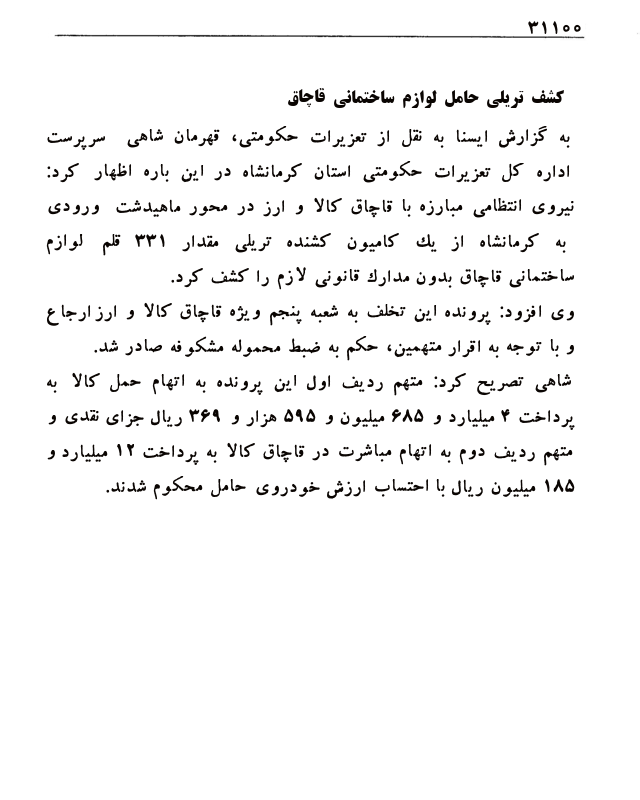 ۳۱۱۰۰
کشف تریلی حامل لوازم ساختمانی قاچاق
به گزارش ایسنا به نقل از تعزیرات حکومتی، قهرمان شاهی سرپرست
اداره کل تعزیرات حکومتی استان کرمانشاه در این باره اظهار کرد:
نیروی انتظامی مبارزه با قاچاق کالا و ارز در محور ماهیدشت ورودی
به کرمانشاه از یك کامیون کشنده تریلی مقدار ۳۳۱ قلم لوازم
ساختمانی قاچاق بدون مدارك قانونی لازم را کشف کرد.
وی افزود: پرونده این تخلف به شعبه پنجم ویژه قاچاق کالا و ارز ارجاع
و با توجه به اقرار متهمین، حکم به ضبط محموله مشکوفه صادر شد.
شاهی تصریح کرد: متهم ردیف اول این پرونده به اتهام حمل کالا به
پرداخت ۴ میلیارد و ۶۸۵ میلیون و ۵۹۵ هزار و ۳۶۹ ریال جزای نقدی و
متهم ردیف دوم به اتهام مباشرت در قاچاق کالا به پرداخت ۱۲ میلیارد و
۱۸۵ میلیون ریال با احتساب ارزش خودروی حامل محکوم شدند.